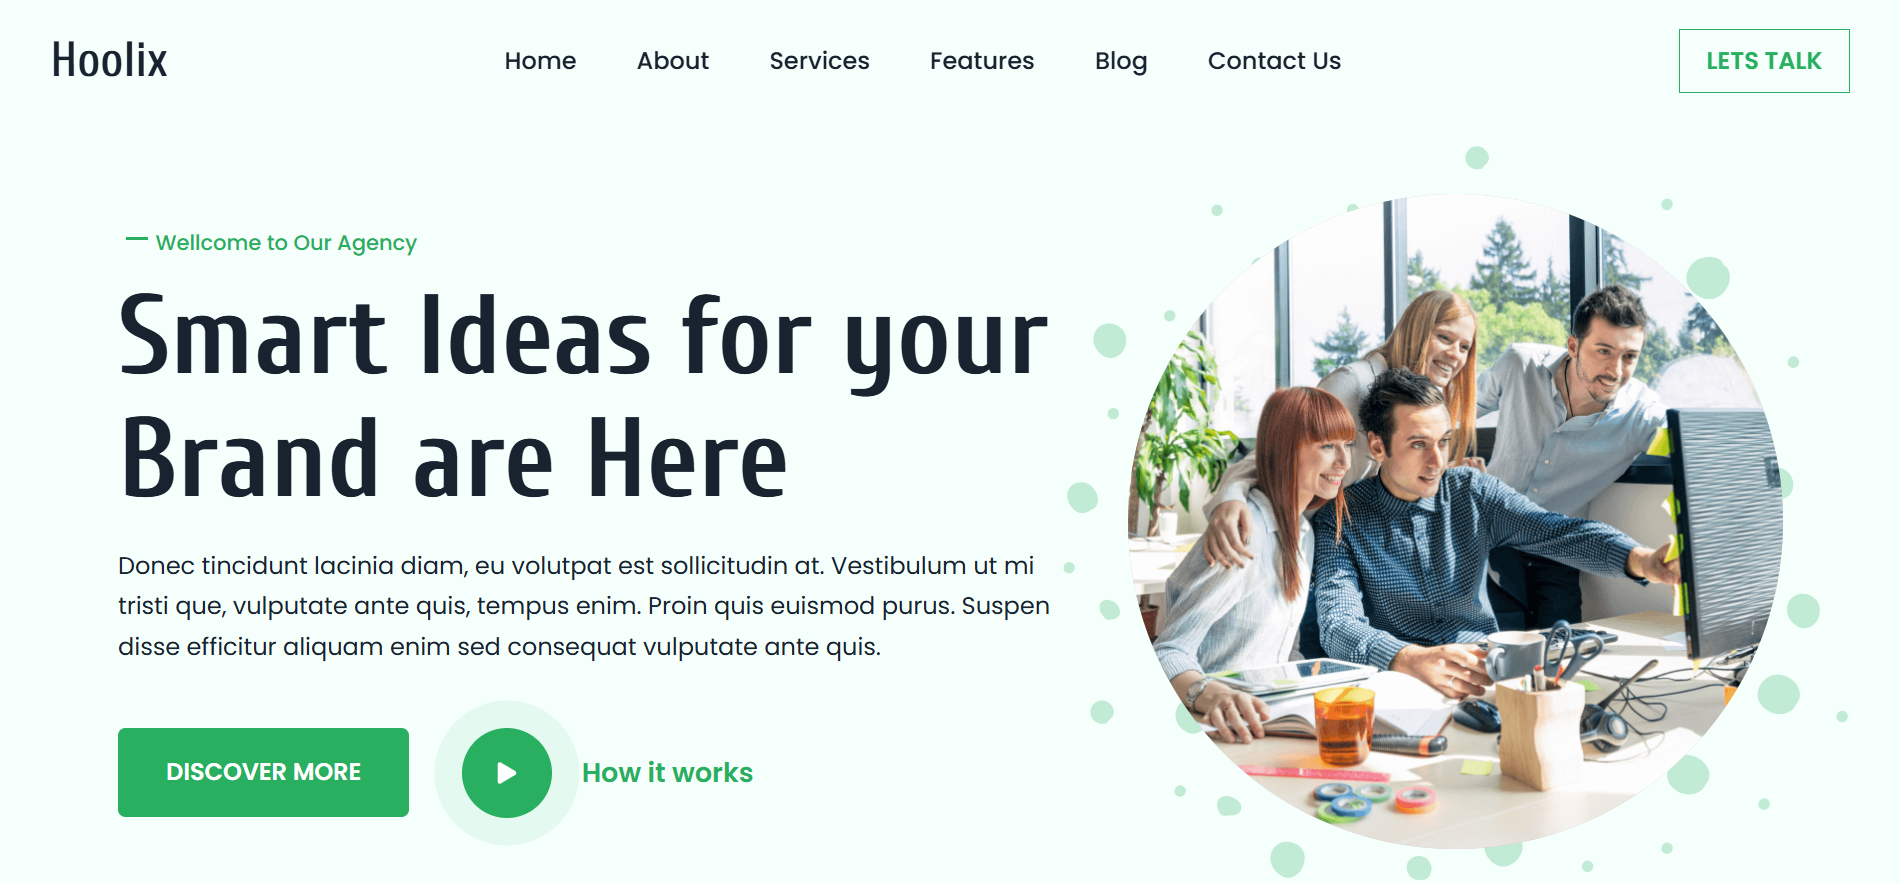 Hoolix
Home About Services Features Blog Contact Us
LETS TALK
Wellcome to Our Agency
Smart Ideas for your
Brand are Here
Donec tincidunt lacinia diam, eu volutpat est sollicitudin at. Vestibulum ut mi
tristi que, vulputate ante quis, tempus enim. Proin quis euismod purus. Suspen
disse efficitur aliquam enim sed consequat vulputate ante quis.
DISCOVER MORE
How it works